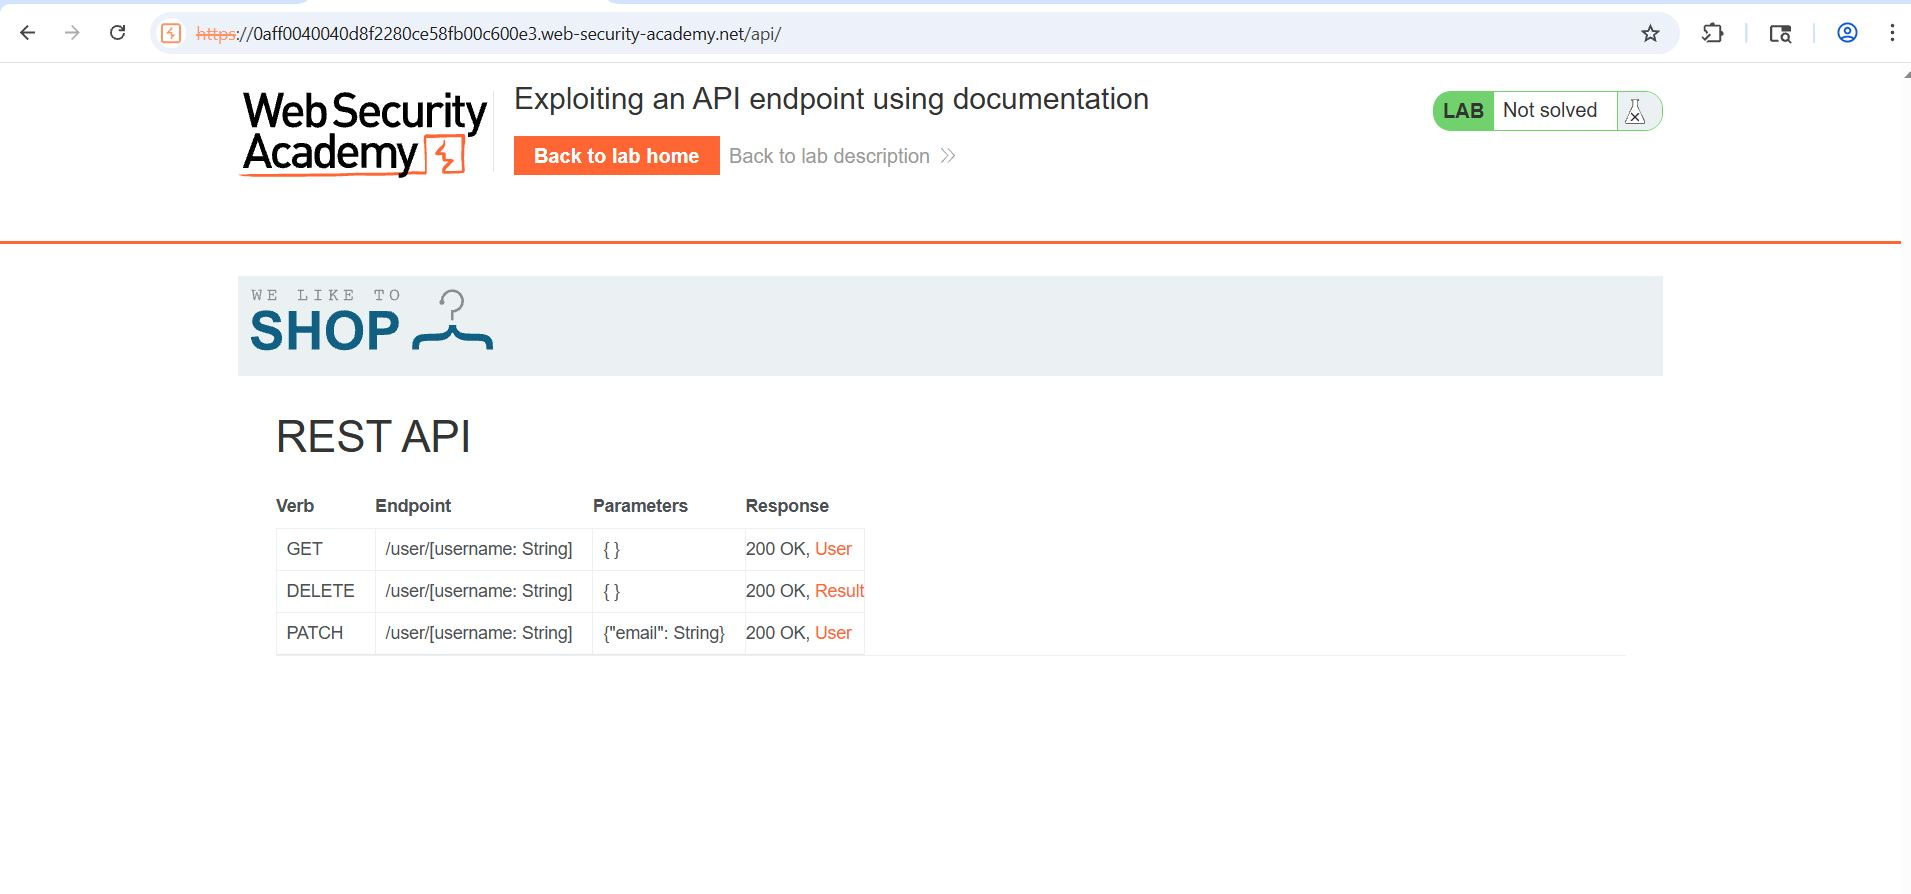 https://0aff0040040d8f2280ce58fb00c600e3.web-security-academy.net/api/
Web Security
Academy
Exploiting an API endpoint using documentation
Back to lab home
Back to lab description
LAB Not solved
WE LIKE TO
SHOP
REST API
Verb Endpoint Parameters Response
GET /user/[username: String] { } 200 OK, User
DELETE /user/[username: String] { } 200 OK, Result
PATCH /user/[username: String] {"email": String} 200 OK, User